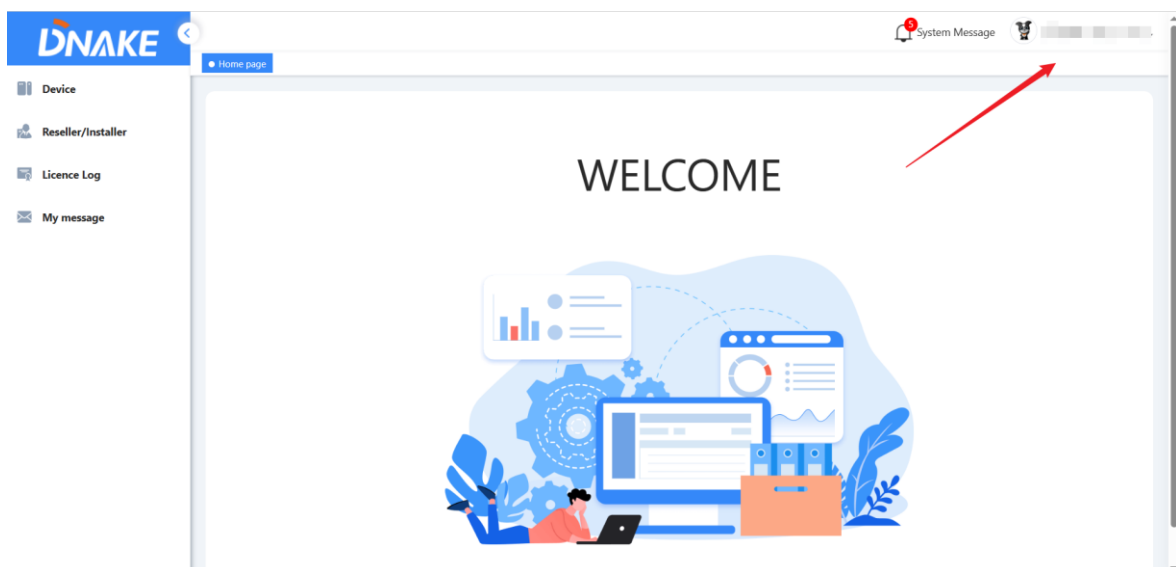 DNAKE
5
System Message
Home page
Device
Reseller/Installer
Licence Log
My message
WELCOME